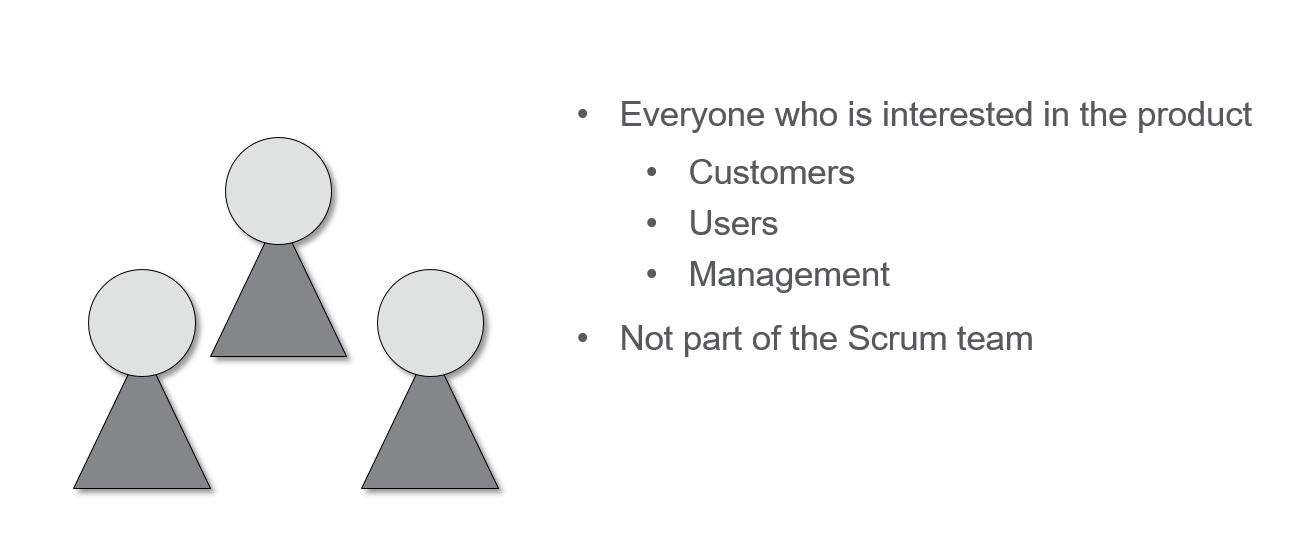 • Everyone who is interested in the product
• Customers
• Users
• Management
• Not part of the Scrum team